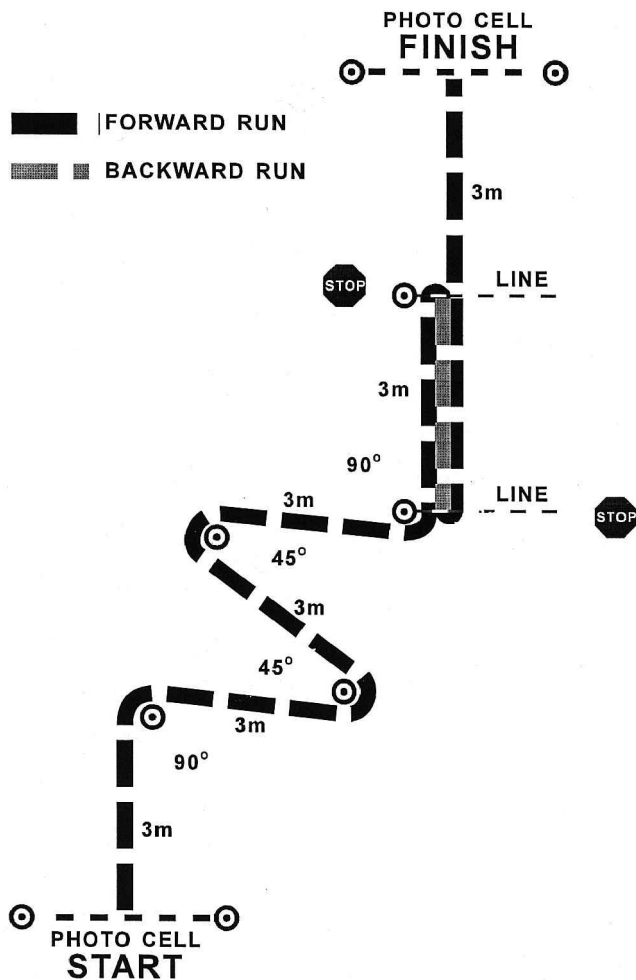 PHOTO CELL
FINISH
FORWARD RUN
BACKWARD RUN
3m
STOP
LINE
3m
90°
3m
LINE
STOP
45°
3m
45°
3m
90°
3m
PHOTO CELL
START